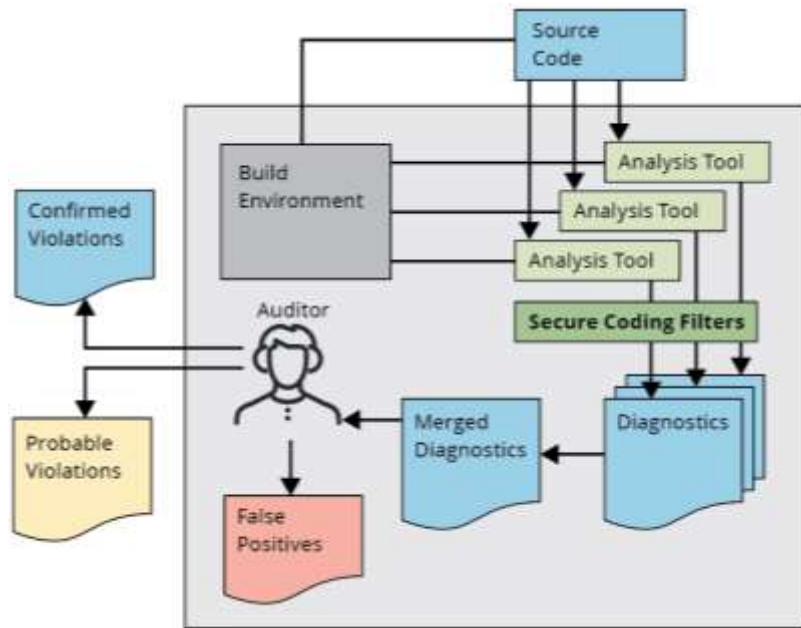 Source
Code
Build
Environment
Analysis Tool
Analysis Tool
Analysis Tool
Confirmed
Violations
Auditor
Secure Coding Filters
Probable
Violations
Merged
Diagnostics
Diagnostics
False
Positives